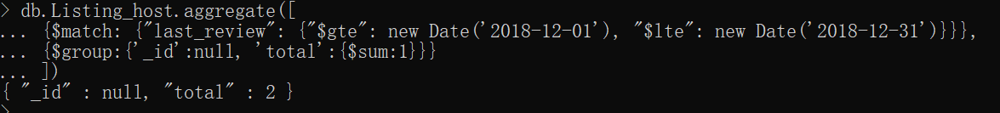 > db.Listing_host.aggregate([
... {$match: {"last_review": {"$gte": new Date('2018-12-01'), "$lte": new Date('2018-12-31')}}},
... {$group:{'_id':null, 'total':{$sum:1}}}
... ])
{ "_id" : null, "total" : 2 }
>